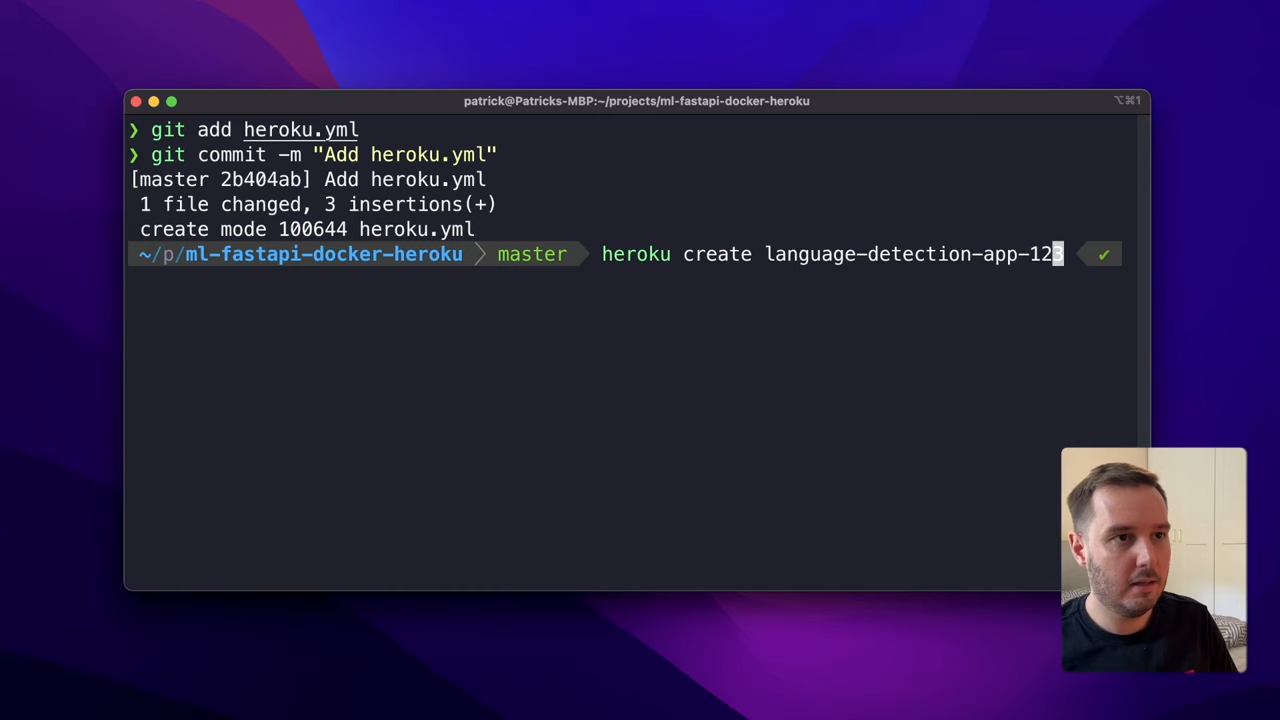 patrick@Patricks-MBP:~/projects/ml-fastapi-docker-heroku ⌥⌘1
❯ git add heroku.yml
❯ git commit -m "Add heroku.yml"
[master 2b404ab] Add heroku.yml
1 file changed, 3 insertions(+)
create mode 100644 heroku.yml
~/p/ml-fastapi-docker-heroku master heroku create language-detection-app-123 ✔